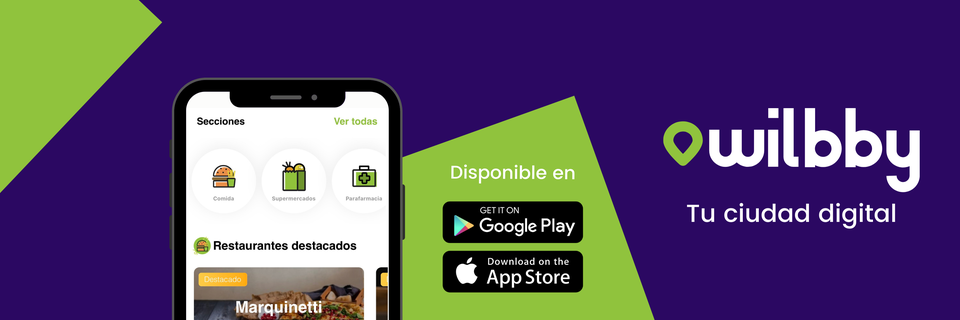 Secciones
Ver todas
Comida
Supermercados
Parafarmacia
Restaurantes destacados
Destacado
Marquinetti
Disponible en
GET IT ON
Google Play
Download on the
App Store
wilbby
Tu ciudad digital